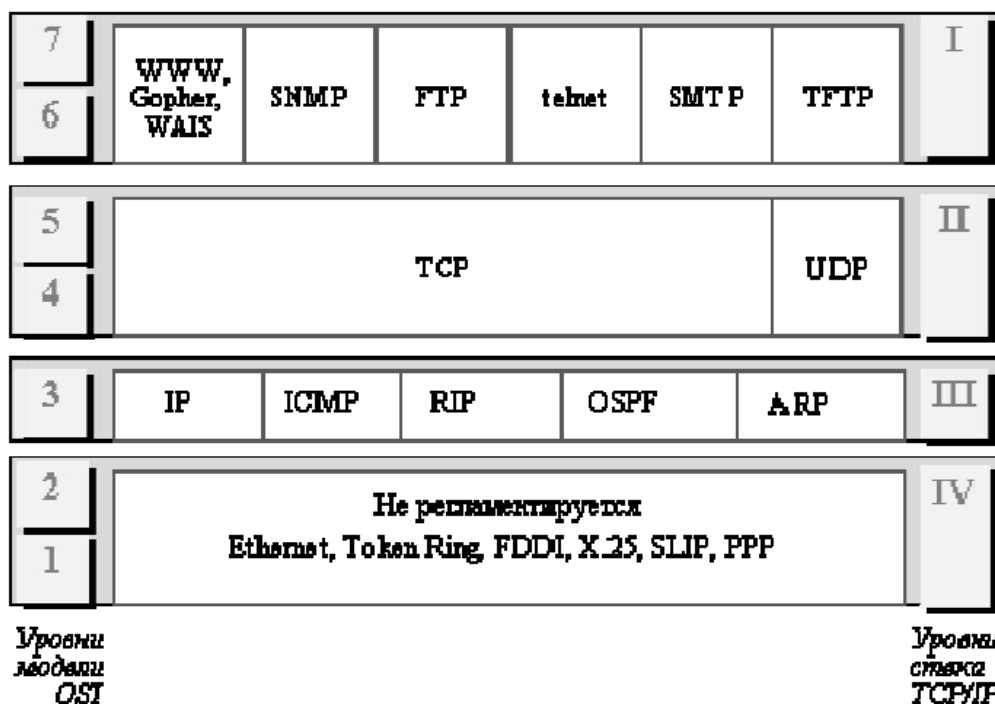 7
6
WWW,
Gopher,
WAIS
SNMP
FTP
telnet
SMTP
TFTP
I
5
4
TCP
UDP
II
3
IP
ICMP
RIP
OSPF
ARP
III
2
1
Не регламентируется
Ethernet, Token Ring, FDDI, X.25, SLIP, PPP
IV
Уровни
модели
OSI
Уровни
стека
TCP/IP